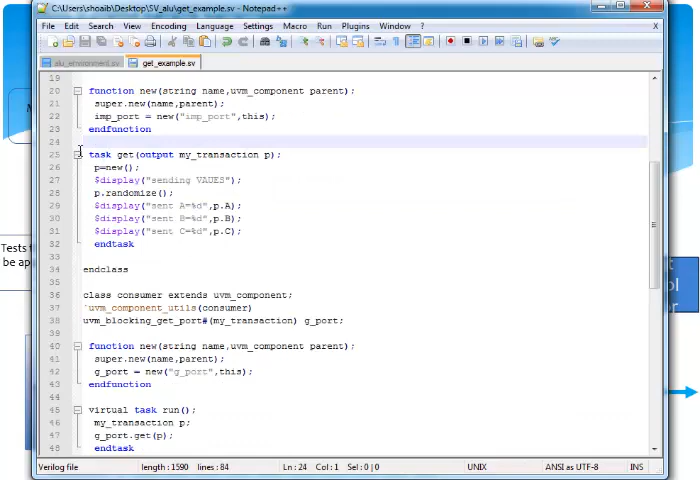 C:\Users\shoaib\Desktop\SV_alu\get_example.sv - Notepad++
File Edit Search View Encoding Language Settings Macro Run Plugins Window ? X
alu_environment.sv get_example.sv
19
20 function new(string name,uvm_component parent);
21 super.new(name,parent);
22 imp_port = new("imp_port",this);
23 endfunction
24
25 task get(output my_transaction p);
26 p=new();
27 $display("sending VAUES");
28 p.randomize();
29 $display("sent A=%d",p.A);
30 $display("sent B=%d",p.B);
31 $display("sent C=%d",p.C);
32 endtask
33
34 endclass
35
36 class consumer extends uvm_component;
37 `uvm_component_utils(consumer)
38 uvm_blocking_get_port#(my_transaction) g_port;
39
40 function new(string name,uvm_component parent);
41 super.new(name,parent);
42 g_port = new("g_port",this);
43 endfunction
44
45 virtual task run();
46 my_transaction p;
47 g_port.get(p);
48 endtask
Verilog file length : 1590 lines : 84 Ln : 24 Col : 1 Sel : 0 | 0 UNIX ANSI as UTF-8 INS
Tests t
be ap